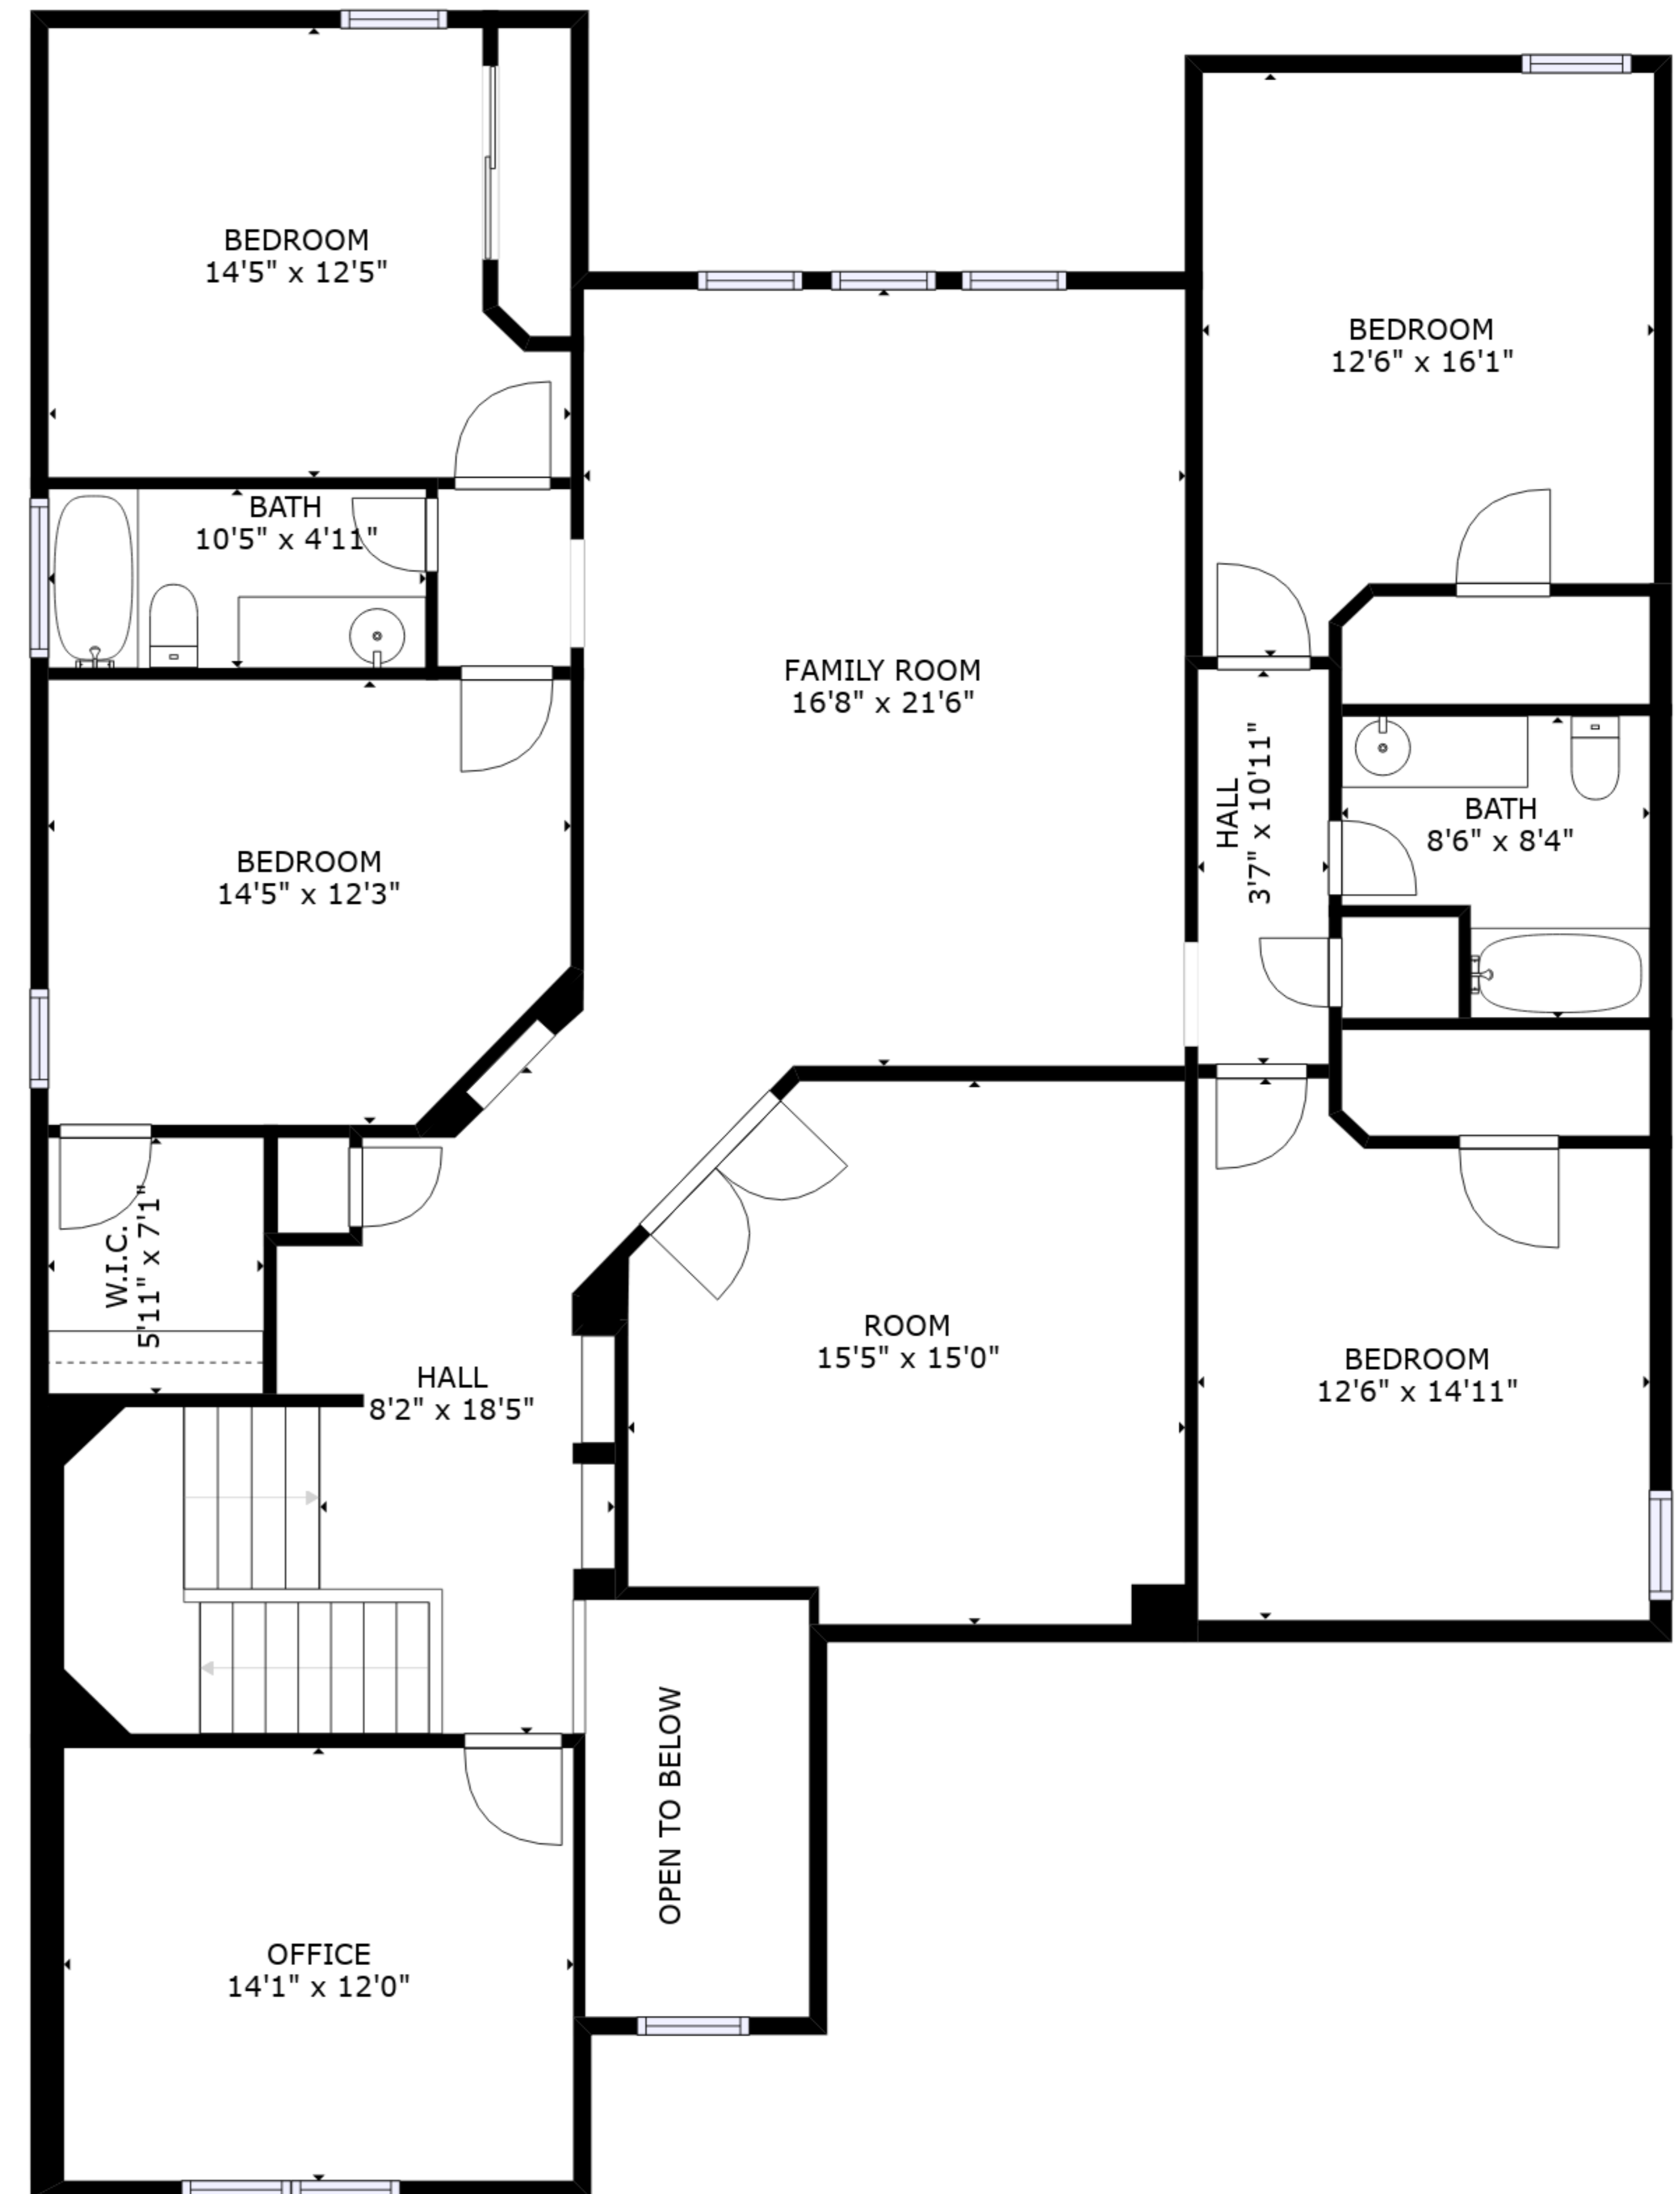 BEDROOM
14'5" x 12'5"
BEDROOM
12'6" x 16'1"
BATH
10'5" x 4'11"
FAMILY ROOM
16'8" x 21'6"
HALL
3'7" x 10'11"
BATH
8'6" x 8'4"
BEDROOM
14'5" x 12'3"
W.I.C.
5'11" x 7'1"
HALL
8'2" x 18'5"
ROOM
15'5" x 15'0"
BEDROOM
12'6" x 14'11"
OPEN TO BELOW
OFFICE
14'1" x 12'0"